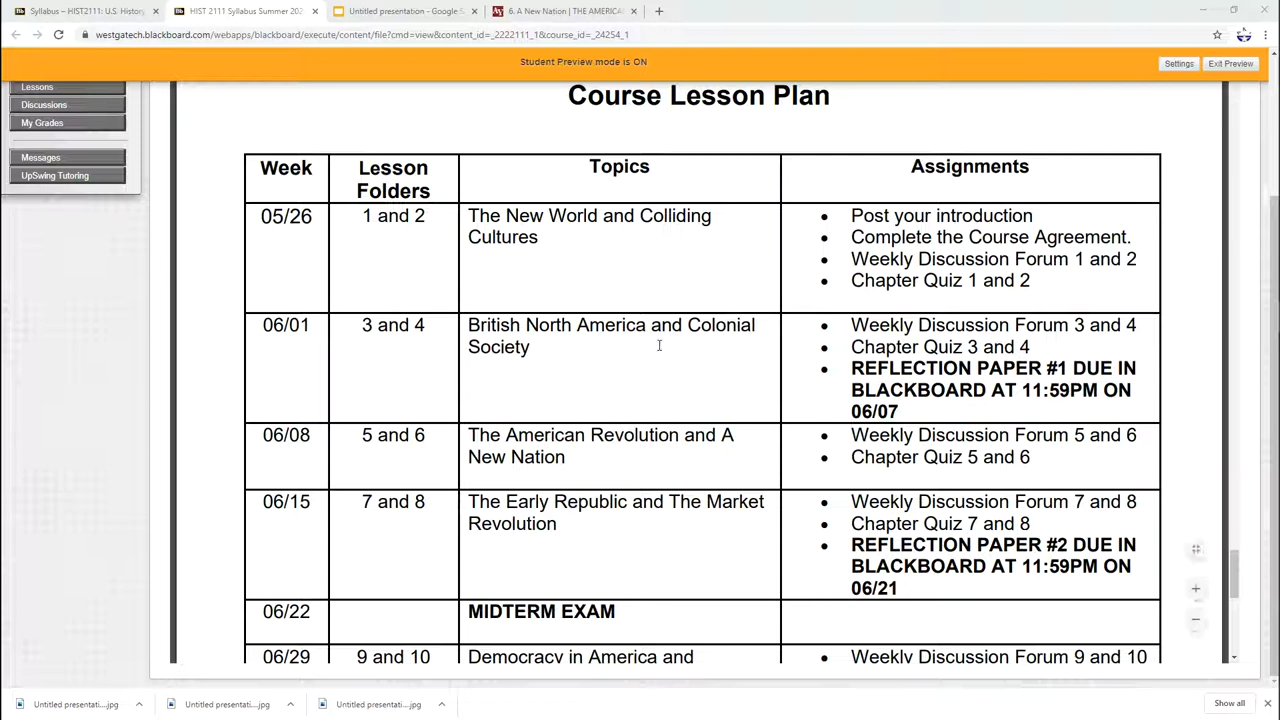 Syllabus – HIST2111: U.S. History
HIST 2111 Syllabus Summer 202
Untitled presentation - Google S
6. A New Nation | THE AMERICA
westgatech.blackboard.com/webapps/blackboard/execute/content/file?cmd=view&content_id=_2222111_1&course_id=_24254_1
Student Preview mode is ON
Settings
Exit Preview
Lessons
Discussions
My Grades
Messages
UpSwing Tutoring
Course Lesson Plan
Week
Lesson
Folders
Topics
Assignments
05/26
1 and 2
The New World and Colliding
Cultures
• Post your introduction
• Complete the Course Agreement.
• Weekly Discussion Forum 1 and 2
• Chapter Quiz 1 and 2
06/01
3 and 4
British North America and Colonial
Society
• Weekly Discussion Forum 3 and 4
• Chapter Quiz 3 and 4
• REFLECTION PAPER #1 DUE IN
BLACKBOARD AT 11:59PM ON
06/07
06/08
5 and 6
The American Revolution and A
New Nation
• Weekly Discussion Forum 5 and 6
• Chapter Quiz 5 and 6
06/15
7 and 8
The Early Republic and The Market
Revolution
• Weekly Discussion Forum 7 and 8
• Chapter Quiz 7 and 8
• REFLECTION PAPER #2 DUE IN
BLACKBOARD AT 11:59PM ON
06/21
06/22
MIDTERM EXAM
06/29
9 and 10
Democracy in America and
• Weekly Discussion Forum 9 and 10
Untitled presentati....jpg
Untitled presentati....jpg
Untitled presentati....jpg
Show all